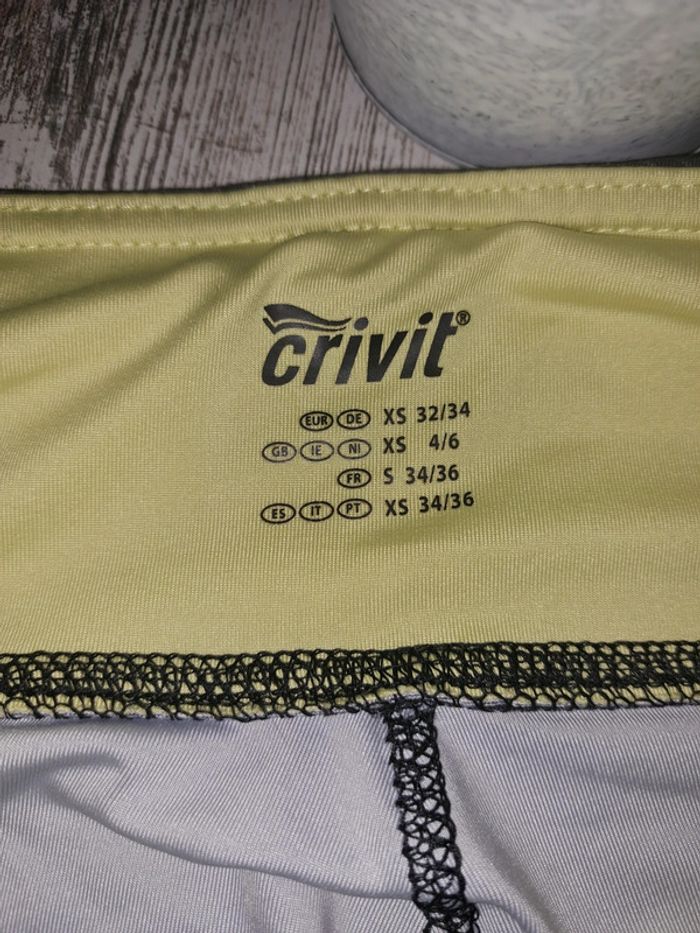 crivit®
EUR DE XS 32/34
GB IE NI XS 4/6
FR S 34/36
ES IT PT XS 34/36